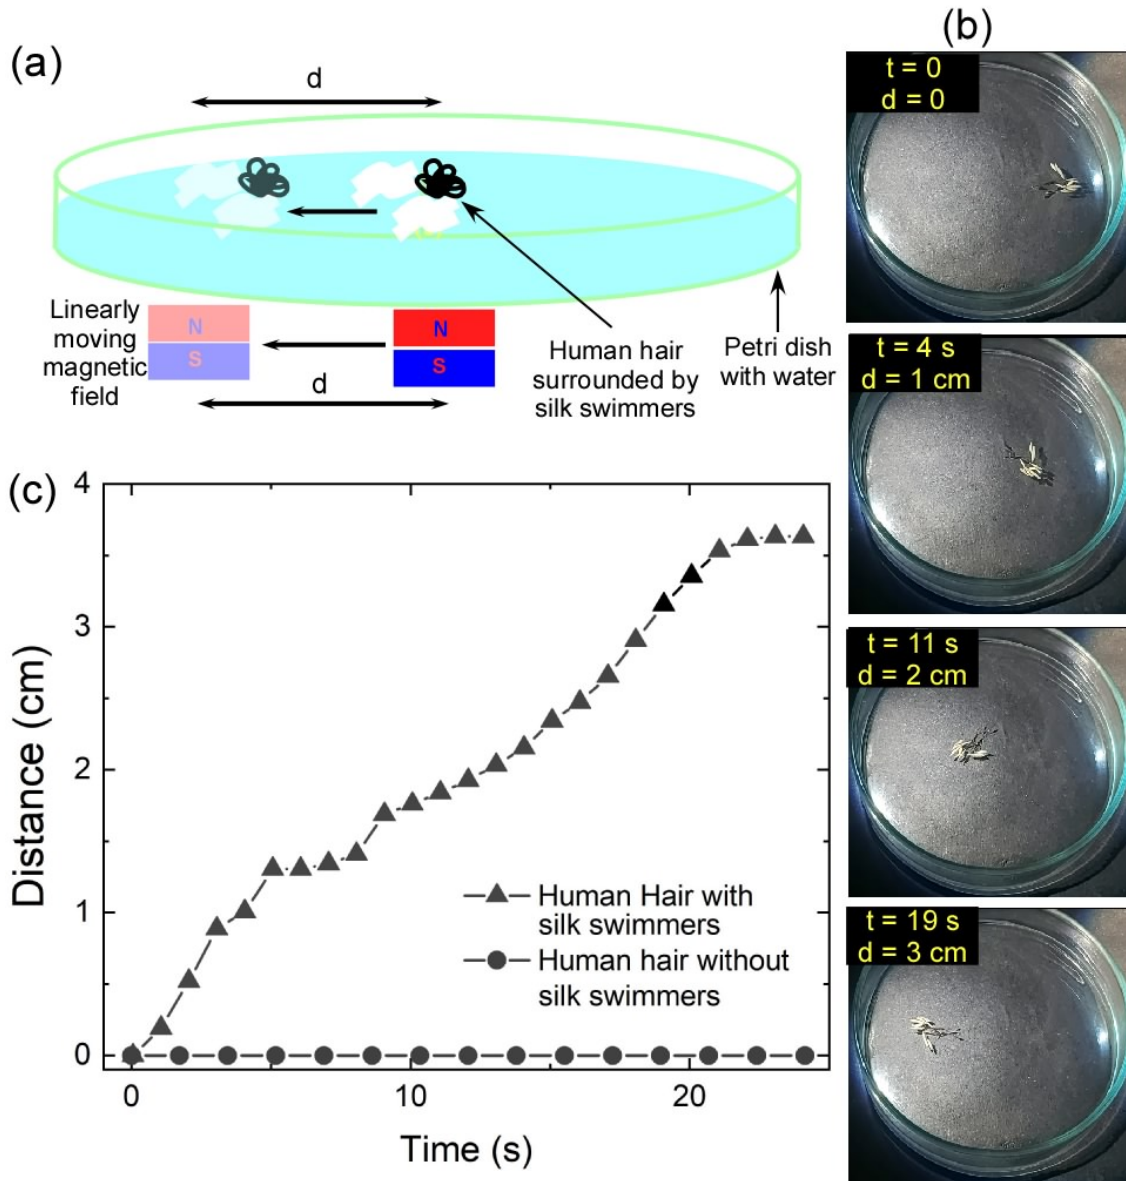 (a)
d
N
S
N
S
Linearly
moving
magnetic
field
d
Human hair
surrounded by
silk swimmers
Petri dish
with water
(b)
t = 0
d = 0
t = 4 s
d = 1 cm
t = 11 s
d = 2 cm
t = 19 s
d = 3 cm
(c)
Distance (cm)
4
3
2
1
0
Human Hair with
silk swimmers
Human hair without
silk swimmers
0
10
20
Time (s)